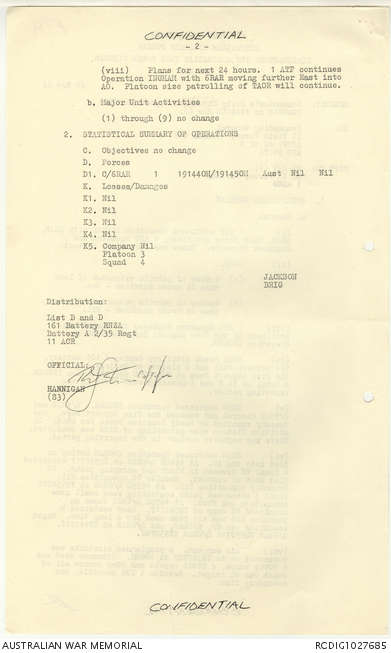 CONFIDENTIAL
- 2 -
(viii) Plans for next 24 hours. 1 ATF continues
Operation INGHAM with 6RAR moving further East into
AO. Platoon size patrolling of TAOR will continue.
b. Major Unit Activities
(1) through (9) no change
2. STATISTICAL SUMMARY OF OPERATIONS
C. Objectives no change
D. Forces
D1. C/6RAR 1 191440H/191450H Aust Nil Nil
K. Losses/Damages
K1. Nil
K2. Nil
K3. Nil
K4. Nil
K5. Company Nil
Platoon 3
Squad 4
JACKSON
BRIG
Distribution:
List B and D
161 Battery RNZA
Battery A 2/35 Regt
11 ACR
OFFICIAL:
HANNIGAN
(G3)
CONFIDENTIAL
AUSTRALIAN WAR MEMORIAL
RCDIG1027685